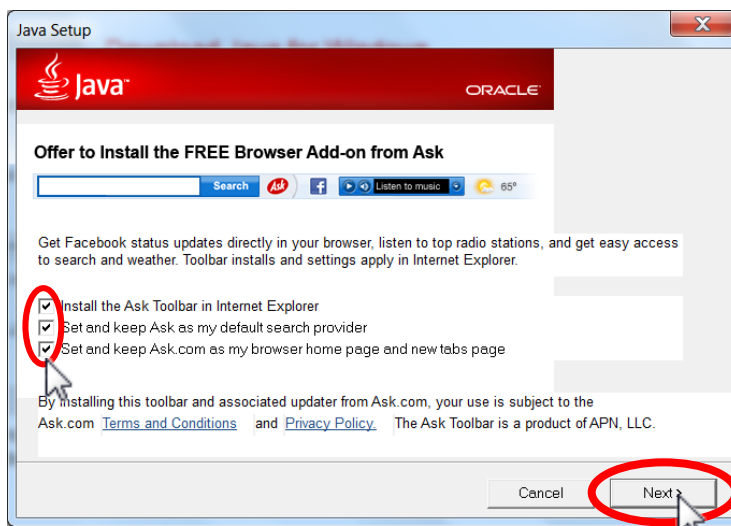 Java Setup
Download Java for Windows
Java™
ORACLE
Offer to Install the FREE Browser Add-on from Ask
Search Ask f Listen to music 65°
Get Facebook status updates directly in your browser, listen to top radio stations, and get easy access
to search and weather. Toolbar installs and settings apply in Internet Explorer.
Install the Ask Toolbar in Internet Explorer
Set and keep Ask as my default search provider
Set and keep Ask.com as my browser home page and new tabs page
By installing this toolbar and associated updater from Ask.com, your use is subject to the
Ask.com Terms and Conditions and Privacy Policy. The Ask Toolbar is a product of APN, LLC.
Cancel Next >